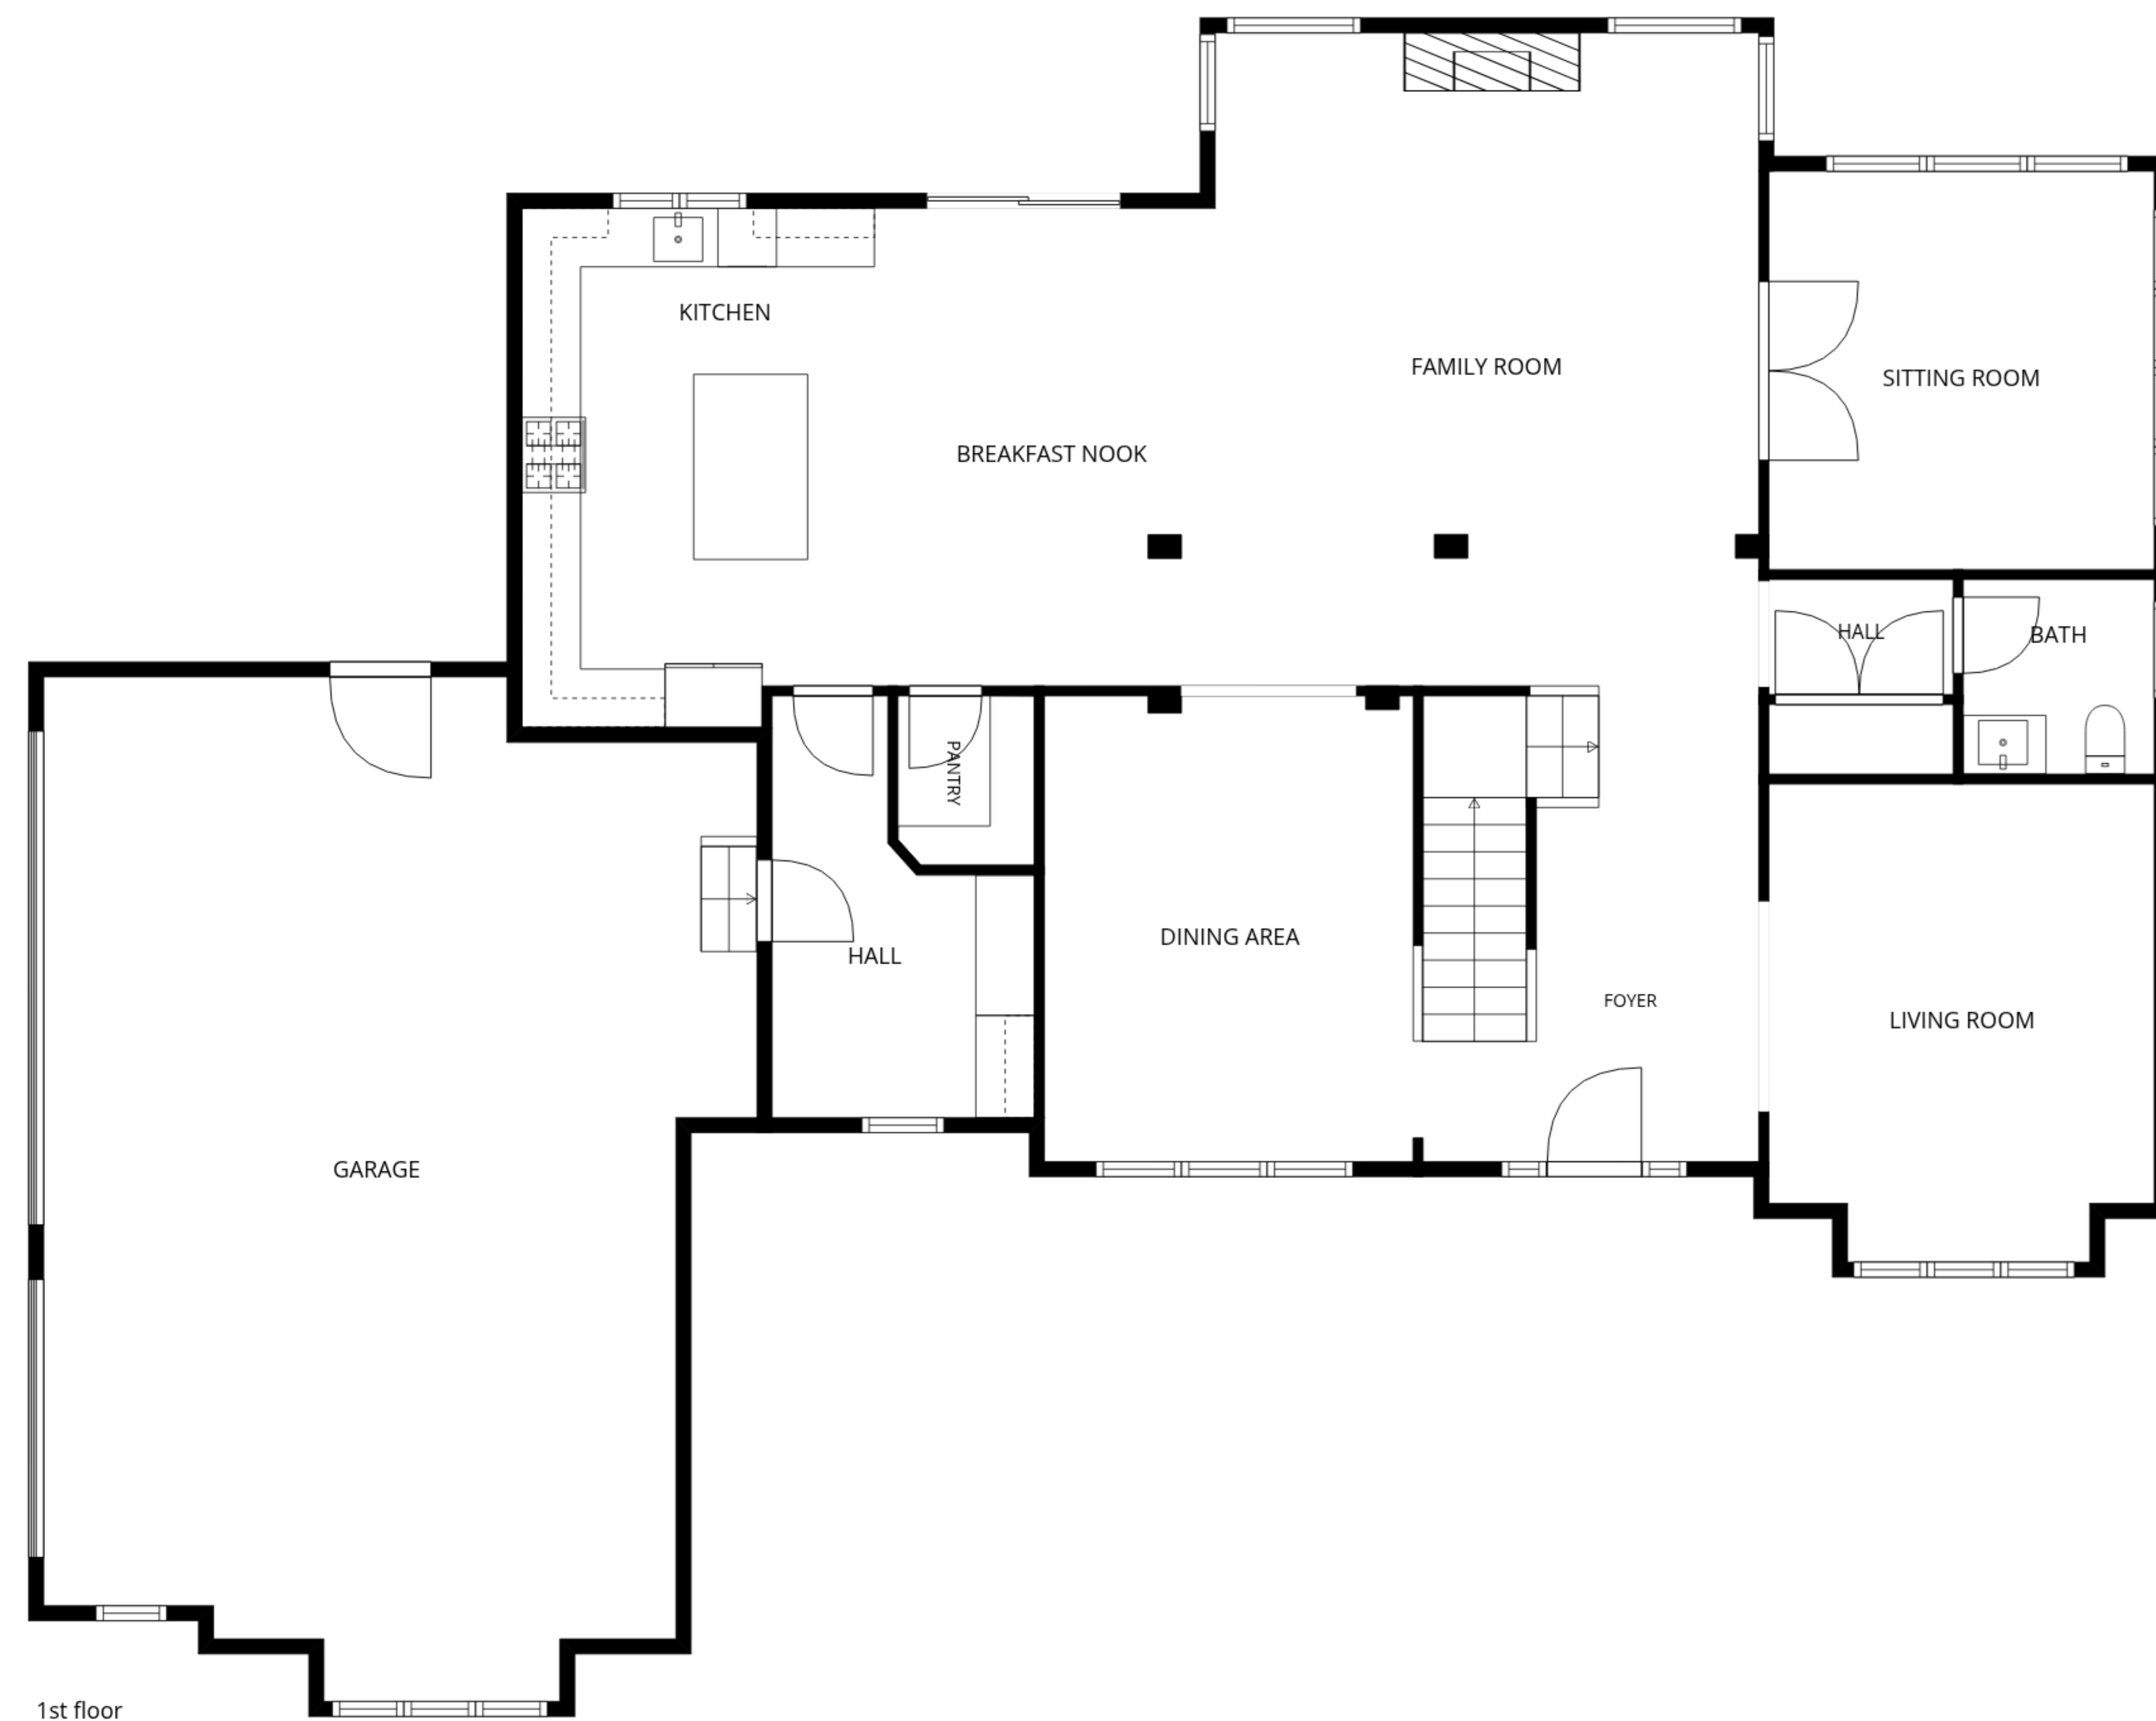 KITCHEN
FAMILY ROOM
SITTING ROOM
BREAKFAST NOOK
HALL
BATH
PANTRY
DINING AREA
HALL
FOYER
LIVING ROOM
GARAGE
1st floor